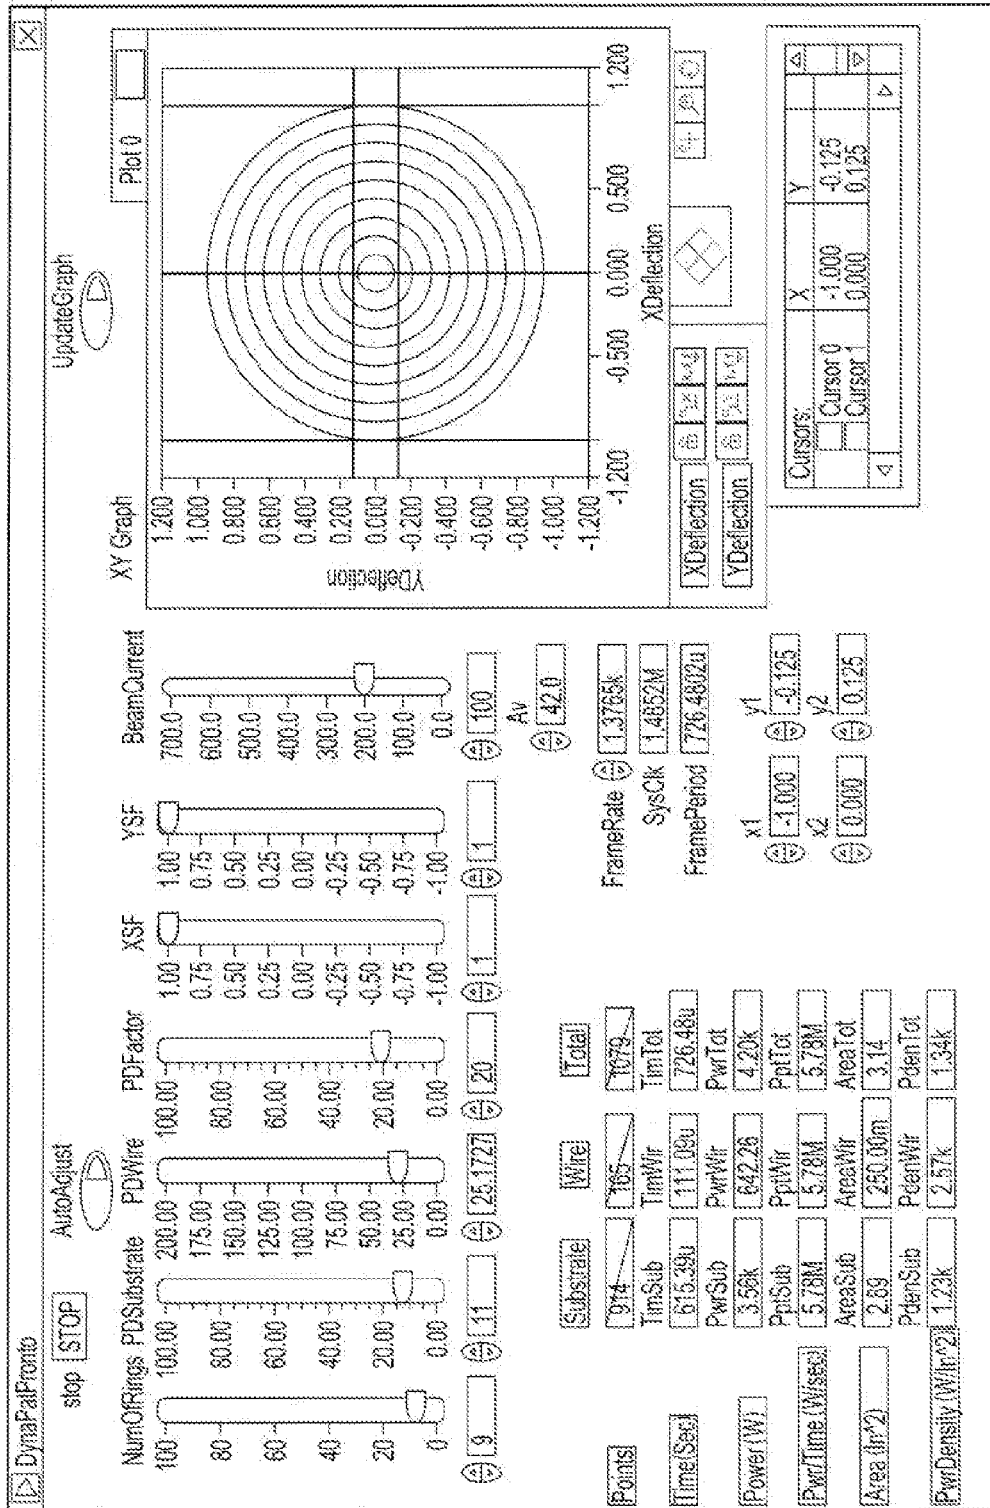 DynaPatPronto
stop STOP
AutoAdjust
UpdateGraph
NumOfRings
100
80
60
40
20
0
9
PDSubstrate
100.00
80.00
60.00
40.00
20.00
0.00
11
PDWire
200.00
175.00
150.00
125.00
100.00
75.00
50.00
25.00
0.00
25.1727
PDFactor
100.00
80.00
60.00
40.00
20.00
0.00
20
XSF
1.00
0.75
0.50
0.25
0.00
-0.25
-0.50
-0.75
-1.00
1
YSF
1.00
0.75
0.50
0.25
0.00
-0.25
-0.50
-0.75
-1.00
1
BeamCurrent
700.0
600.0
500.0
400.0
300.0
200.0
100.0
0.0
100
Av
42.0
XY Graph
Plot 0
YDeflection
1.200
1.000
0.800
0.600
0.400
0.200
0.000
-0.200
-0.400
-0.600
-0.800
-1.000
-1.200
-1.200 -0.500 0.000 0.500 1.200
XDeflection
XDeflection
YDeflection
Cursors: X Y
Cursor 0 -1.000 -0.125
Cursor 1 0.000 0.125
Substrate Wire Total
Points 914 165 1079
TimSub TimWir TimTot
Time(Sec) 615.39u 111.09u 726.48u
PwrSub PwrWir PwrTot
Power (W) 3.56k 642.26 4.20k
PptSub PptWir PptTot
Pwr/Time (W/sec) 5.78M 5.78M 5.78M
AreaSub AreaWir AreaTot
Area (In^2) 2.89 250.00m 3.14
PdenSub PdenWir PdenTot
PwrDensity (W/In^2) 1.23k 2.57k 1.34k
FrameRate 1.3765k
SysClk 1.4852M
FramePeriod 726.4802u
x1 y1
-1.000 -0.125
x2 y2
0.000 0.125